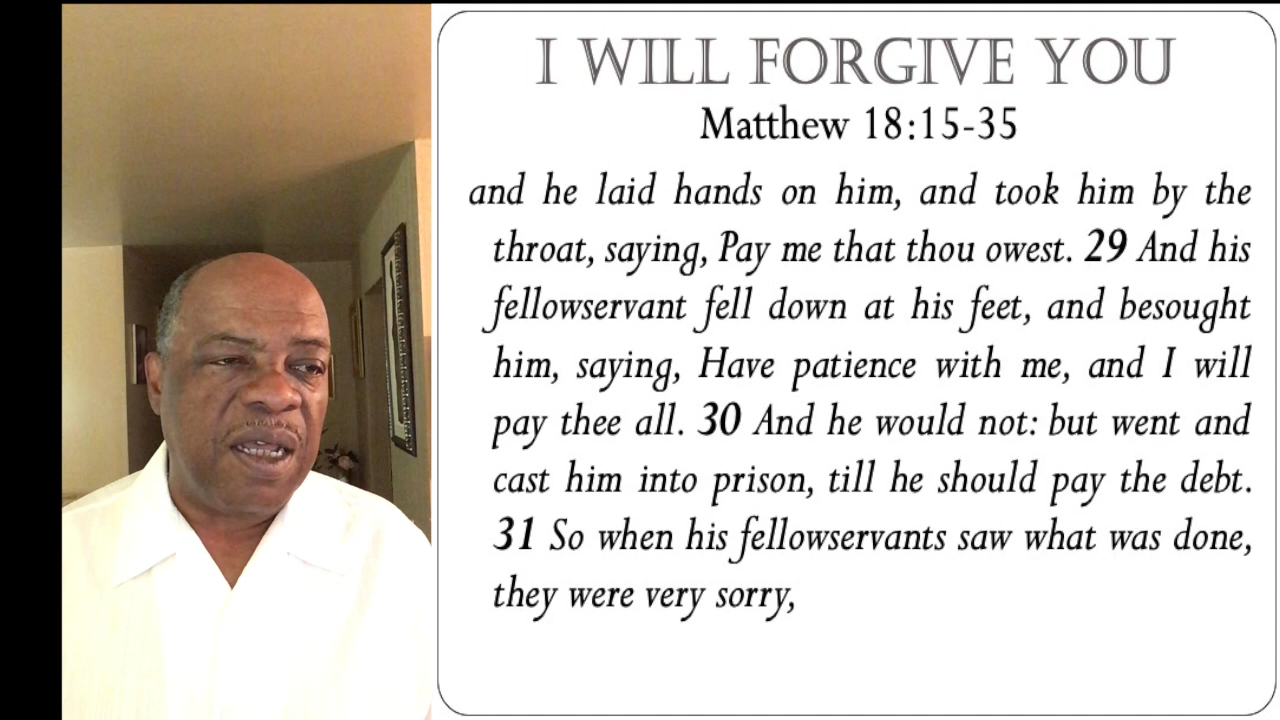 I WILL FORGIVE YOU
Matthew 18:15-35
and he laid hands on him, and took him by the
throat, saying, Pay me that thou owest. 29 And his
fellowservant fell down at his feet, and besought
him, saying, Have patience with me, and I will
pay thee all. 30 And he would not: but went and
cast him into prison, till he should pay the debt.
31 So when his fellowservants saw what was done,
they were very sorry,